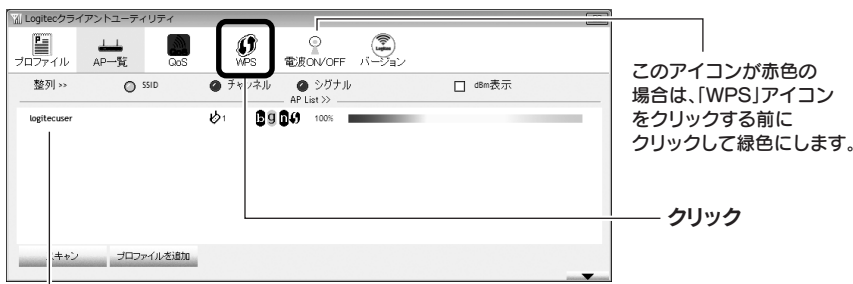 Logitecクライアントユーティリティ
プロファイル AP一覧 QoS WPS 電波ON/OFF バージョン
整列 >> SSID チャンネル シグナル dBm表示
AP List >>
logitecuser 1 b g n 100%
キャン プロファイルを追加
このアイコンが赤色の
場合は、「WPS」アイコン
をクリックする前に
クリックして緑色にします。
クリック